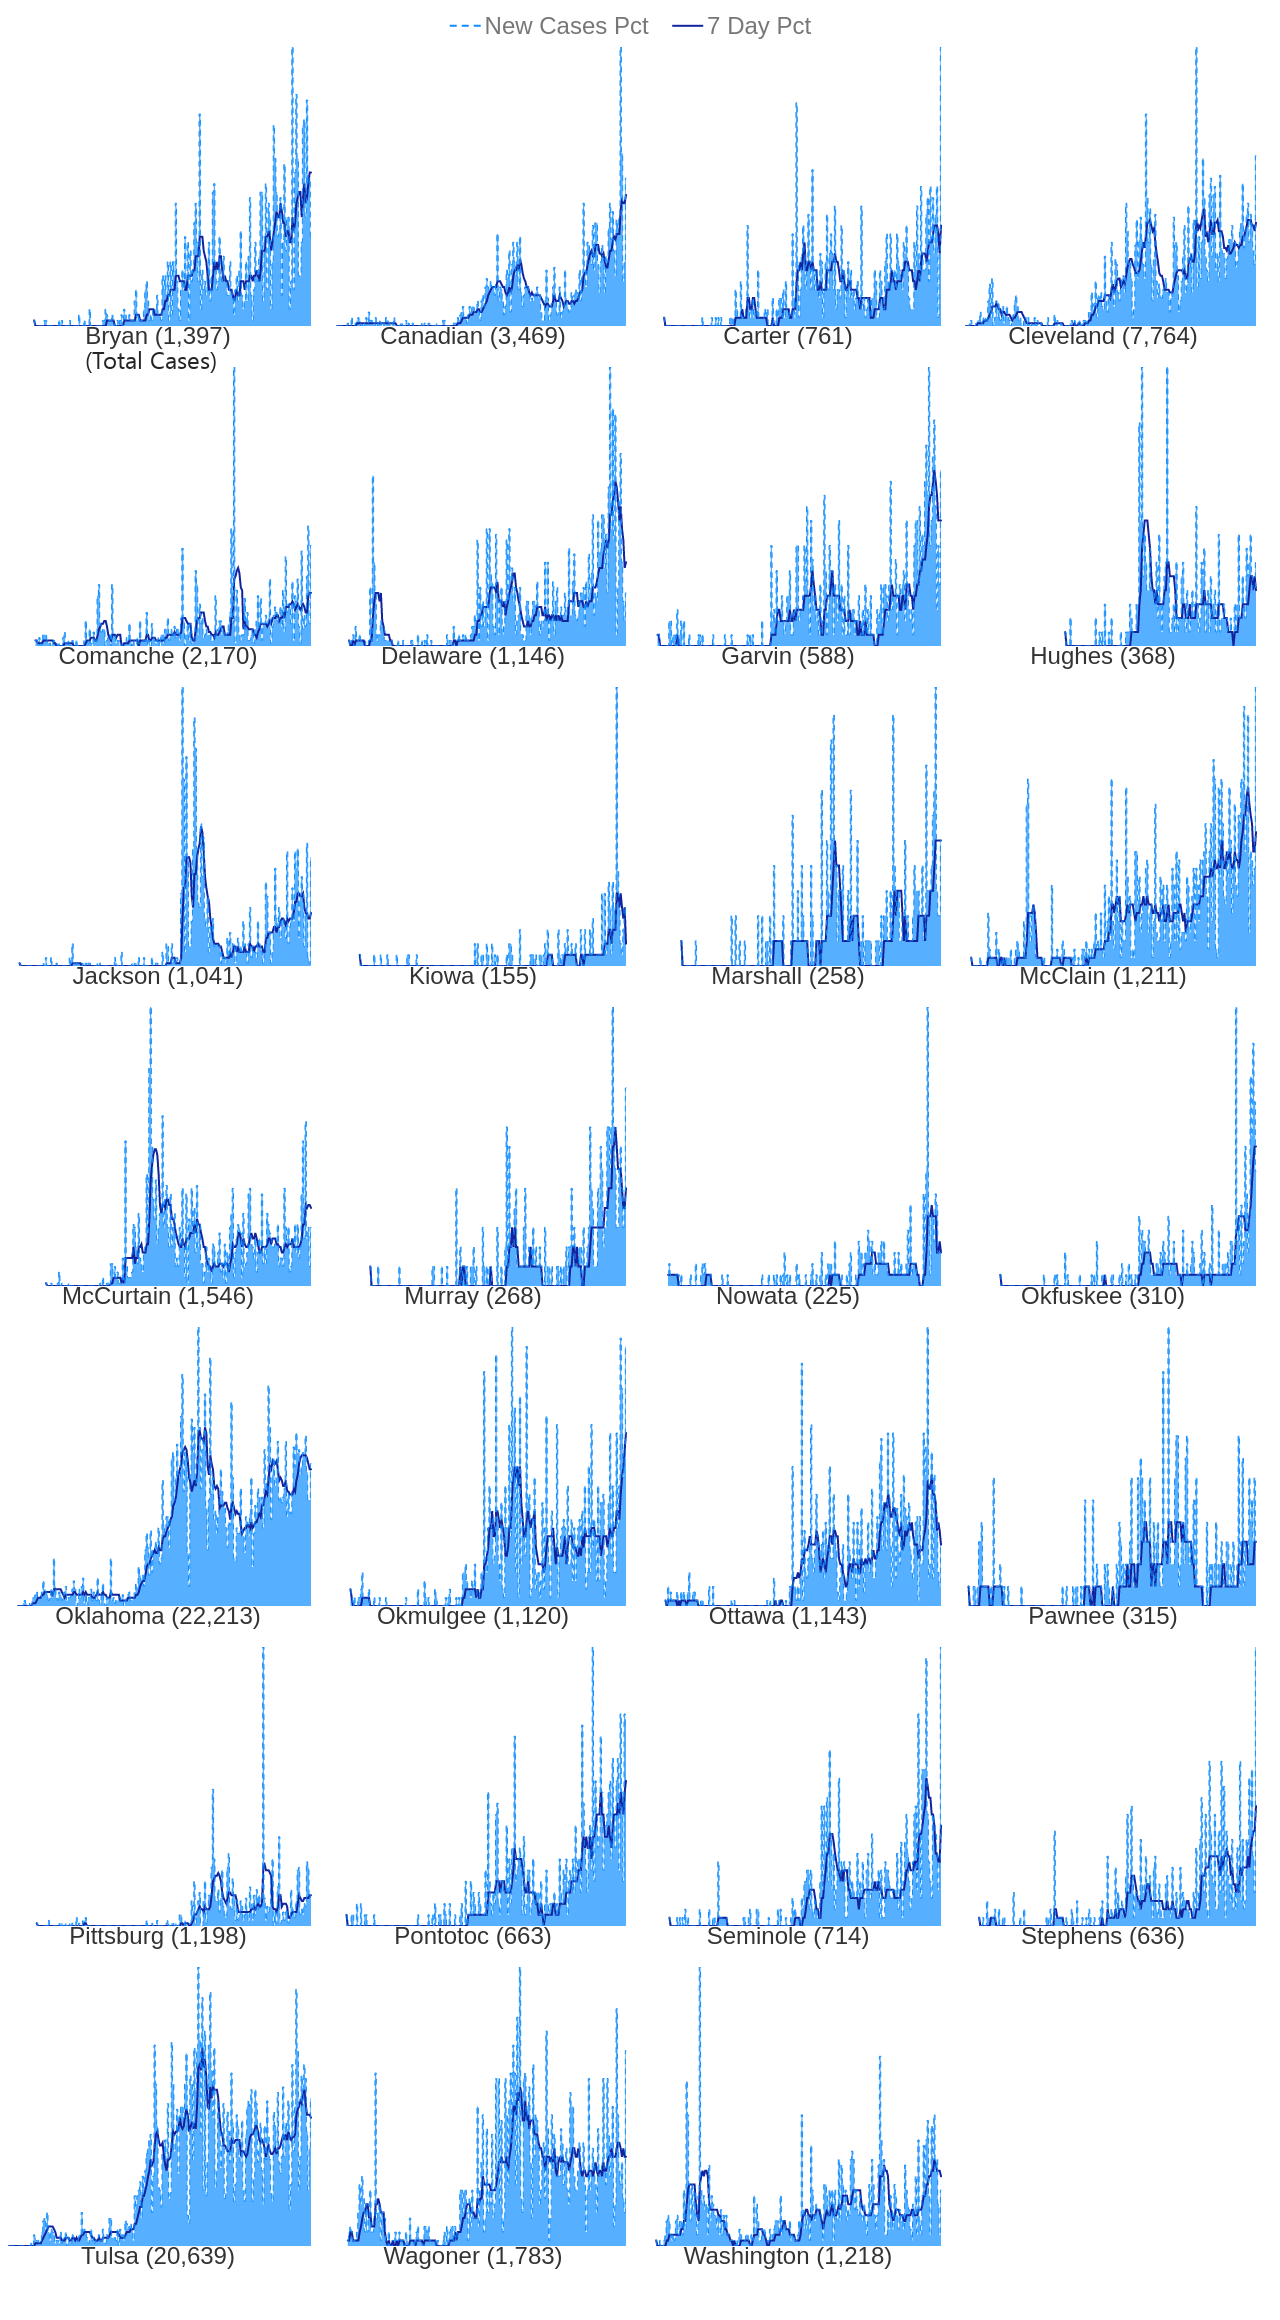 New Cases Pct 7 Day Pct
Bryan (1,397) Canadian (3,469) Carter (761) Cleveland (7,764)
(Total Cases)
Comanche (2,170) Delaware (1,146) Garvin (588) Hughes (368)
Jackson (1,041) Kiowa (155) Marshall (258) McClain (1,211)
McCurtain (1,546) Murray (268) Nowata (225) Okfuskee (310)
Oklahoma (22,213) Okmulgee (1,120) Ottawa (1,143) Pawnee (315)
Pittsburg (1,198) Pontotoc (663) Seminole (714) Stephens (636)
Tulsa (20,639) Wagoner (1,783) Washington (1,218)